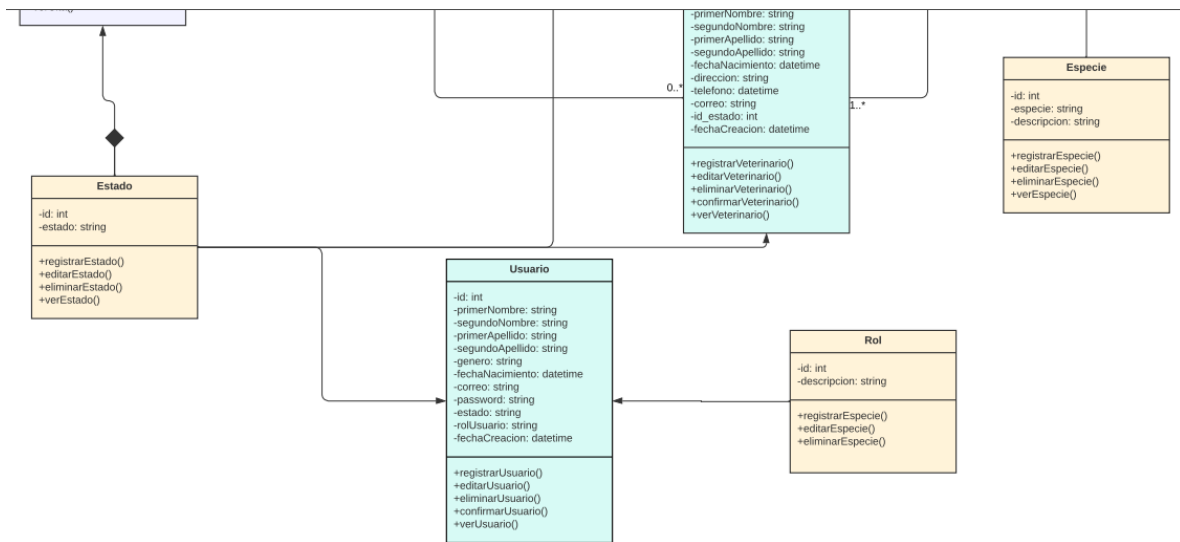 -primerNombre: string
-segundoNombre: string
-primerApellido: string
-segundoApellido: string
-fechaNacimiento: datetime
-direccion: string
-telefono: datetime
-correo: string
-id_estado: int
-fechaCreacion: datetime
+registrarVeterinario()
+editarVeterinario()
+eliminarVeterinario()
+confirmarVeterinario()
+verVeterinario()
0..*
1..*
Especie
-id: int
-especie: string
-descripcion: string
+registrarEspecie()
+editarEspecie()
+eliminarEspecie()
+verEspecie()
Estado
-id: int
-estado: string
+registrarEstado()
+editarEstado()
+eliminarEstado()
+verEstado()
Usuario
-id: int
-primerNombre: string
-segundoNombre: string
-primerApellido: string
-segundoApellido: string
-genero: string
-fechaNacimiento: datetime
-correo: string
-password: string
-estado: string
-rolUsuario: string
-fechaCreacion: datetime
+registrarUsuario()
+editarUsuario()
+eliminarUsuario()
+confirmarUsuario()
+verUsuario()
Rol
-id: int
-descripcion: string
+registrarEspecie()
+editarEspecie()
+eliminarEspecie()